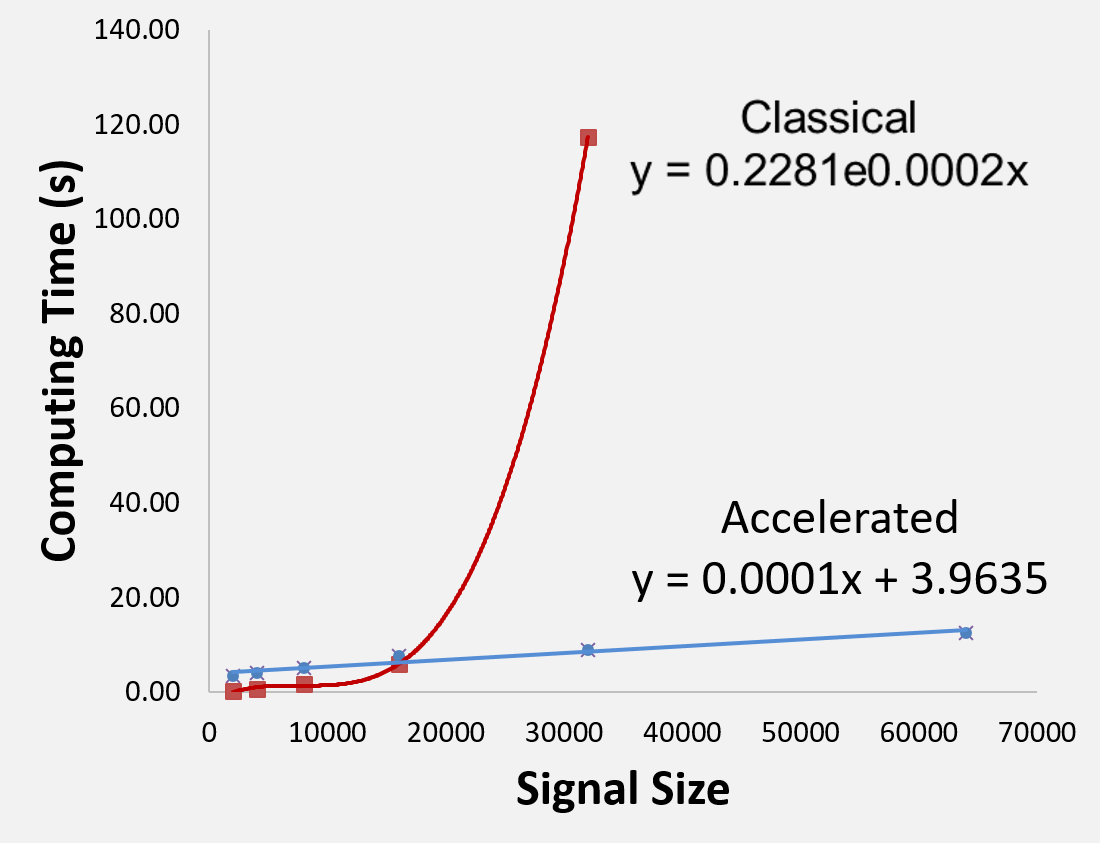 140.00
120.00
100.00
80.00
60.00
40.00
20.00
0.00
Computing Time (s)
Classical
y = 0.2281e0.0002x
Accelerated
y = 0.0001x + 3.9635
0 10000 20000 30000 40000 50000 60000 70000
Signal Size